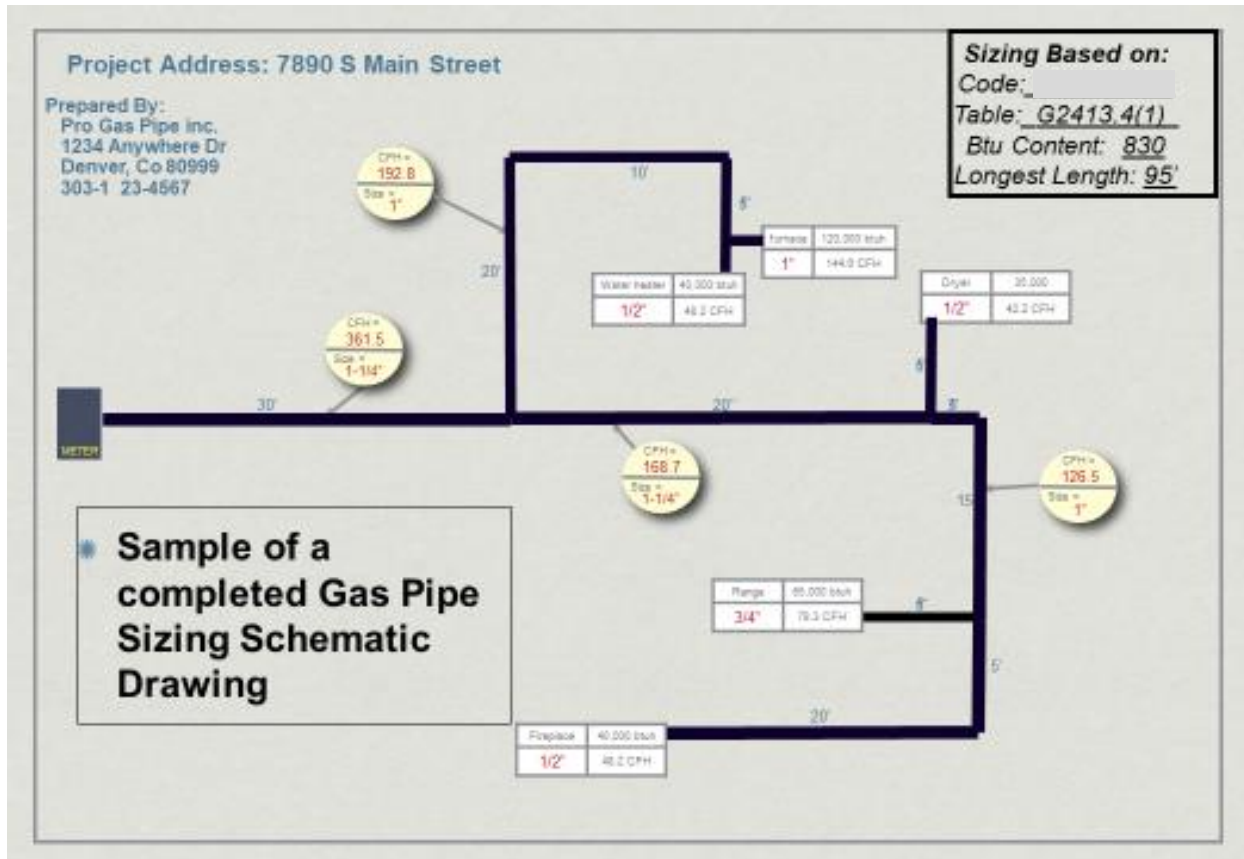 Project Address: 7890 S Main Street
Prepared By:
Pro Gas Pipe inc.
1234 Anywhere Dr
Denver, Co 80999
303-1 23-4567
Sizing Based on:
Code:_
Table: G2413.4(1)
Btu Content: 830
Longest Length: 95'
CFH =
192.8
Size =
1"
10'
20'
furnace 120,000 btuh
1" 144.6 CFH
Water heater 40,000 btuh
1/2" 48.2 CFH
Dryer 35,000
1/2" 42.2 CFH
CFH =
361.5
Size =
1-1/4"
30'
20'
METER
CFH =
168.7
Size =
1-1/4"
CFH =
126.5
Size =
1"
15
Range 65,000 btuh
3/4" 78.3 CFH
5'
20'
Fireplace 40,000 btuh
1/2" 48.2 CFH
Sample of a
completed Gas Pipe
Sizing Schematic
Drawing